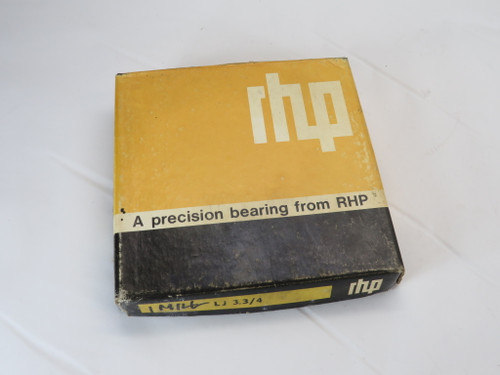 rhp
A precision bearing from RHP
LJ 3.3/4
rhp